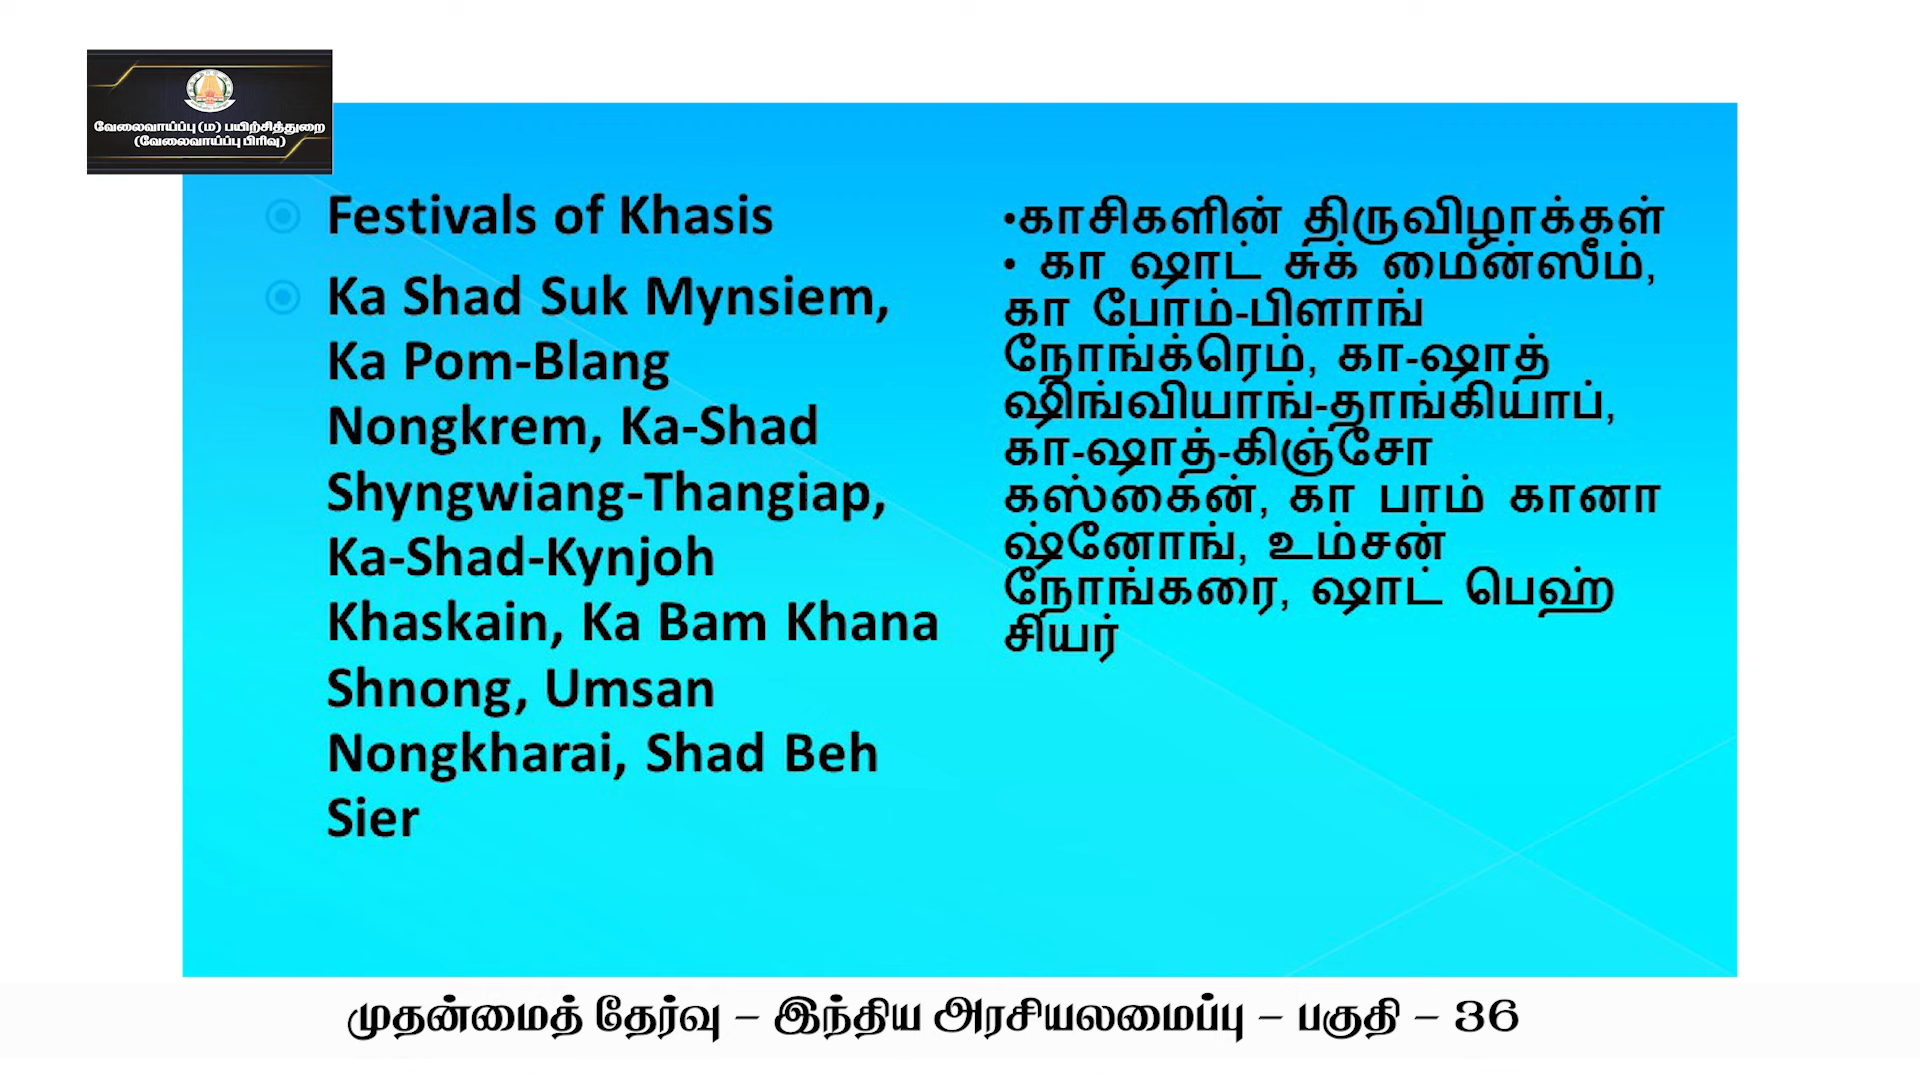 வேலைவாய்ப்பு (ம) பயிற்சித்துறை
(வேலைவாய்ப்பு பிரிவு)
Festivals of Khasis
Ka Shad Suk Mynsiem,
Ka Pom-Blang
Nongkrem, Ka-Shad
Shyngwiang-Thangiap,
Ka-Shad-Kynjoh
Khaskain, Ka Bam Khana
Shnong, Umsan
Nongkharai, Shad Beh
Sier
•காசிகளின் திருவிழாக்கள்
• கா ஷாட் சுக் மைன்ஸீம்,
கா போம்-பிளாங்
நோங்க்ரெம், கா-ஷாத்
ஷிங்வியாங்-தாங்கியாப்,
கா-ஷாத்-கிஞ்சோ
கஸ்கைன், கா பாம் கானா
ஷ்னோங், உம்சன்
நோங்கரை, ஷாட் பெஹ்
சியர்
முதன்மைத் தேர்வு – இந்திய அரசியலமைப்பு – பகுதி – 36